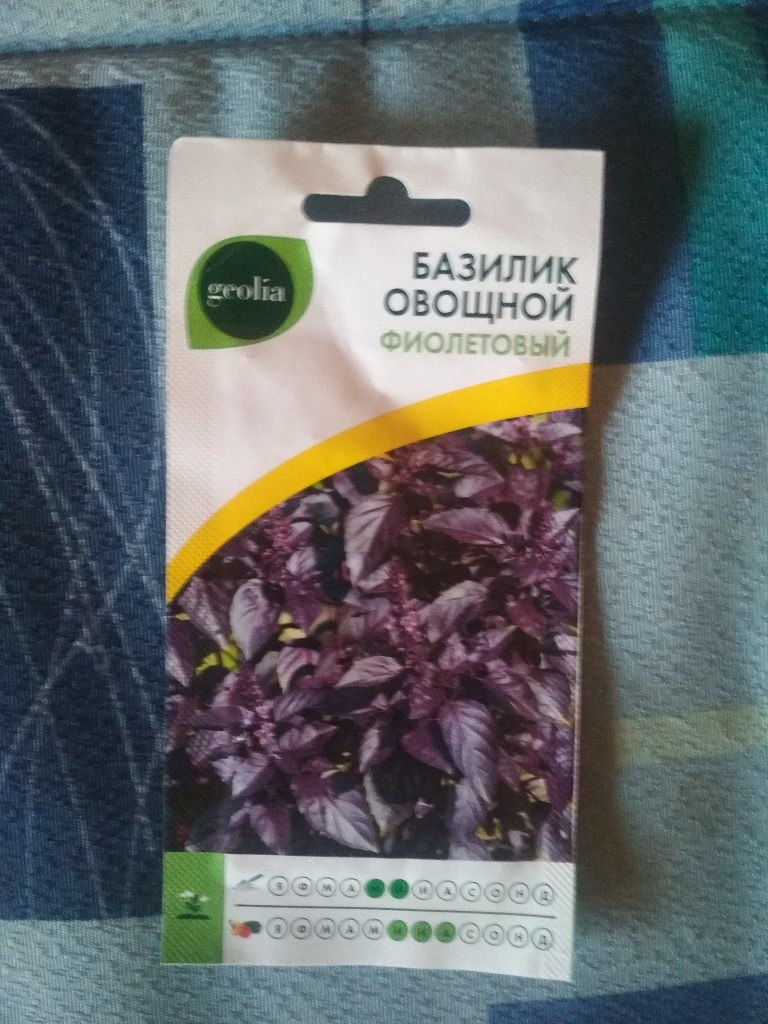 geolia
БАЗИЛИК
ОВОЩНОЙ
ФИОЛЕТОВЫЙ
Я Ф М А М И И А С О Н Д
Я Ф М А М И И А С О Н Д